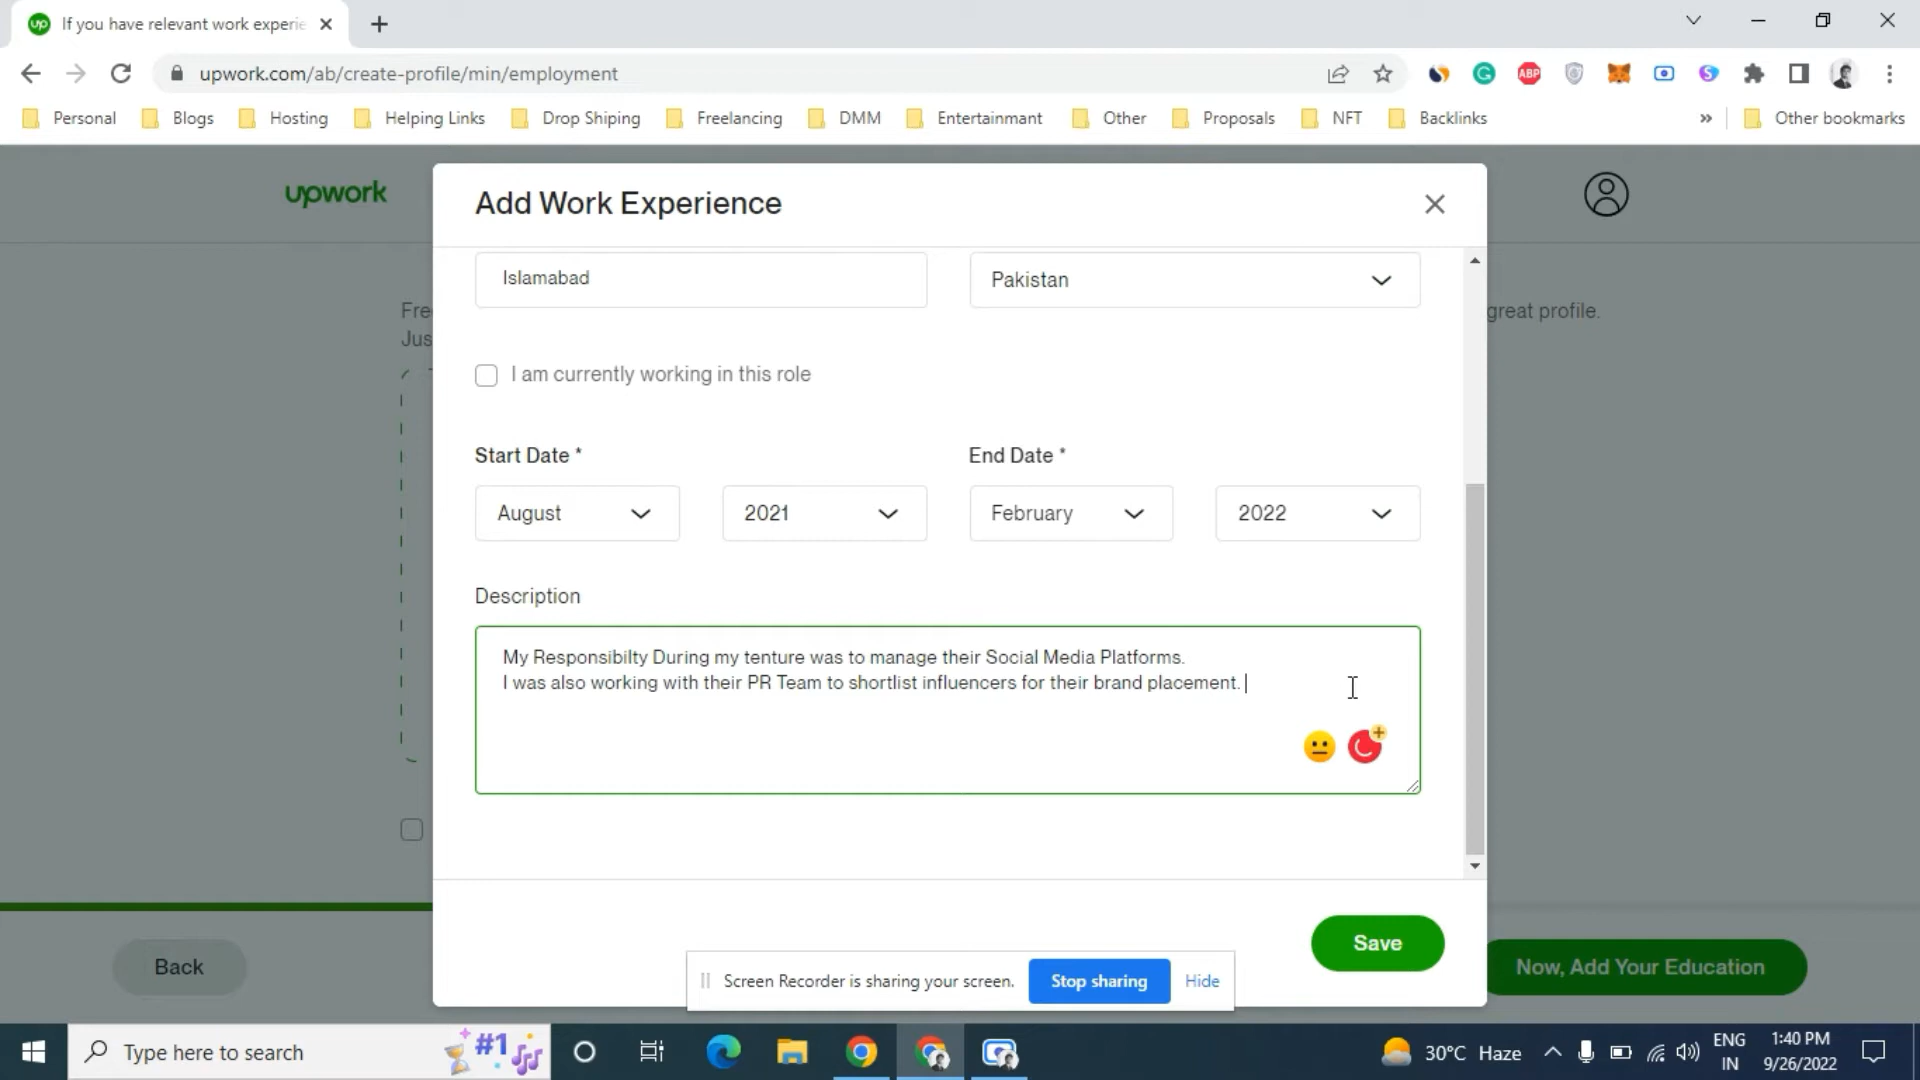 up If you have relevant work experie
upwork.com/ab/create-profile/min/employment
ABP
Personal Blogs Hosting Helping Links Drop Shiping Freelancing DMM Entertainmant Other Proposals NFT Backlinks » Other bookmarks
upwork
Add Work Experience
Islamabad Pakistan
Fre great profile.
Jus
I am currently working in this role
Start Date * End Date *
August 2021 February 2022
Description
My Responsibilty During my tenture was to manage their Social Media Platforms.
I was also working with their PR Team to shortlist influencers for their brand placement.
Save
Back Now, Add Your Education
Screen Recorder is sharing your screen. Stop sharing Hide
Type here to search #1 30°C Haze ENG 1:40 PM
IN 9/26/2022